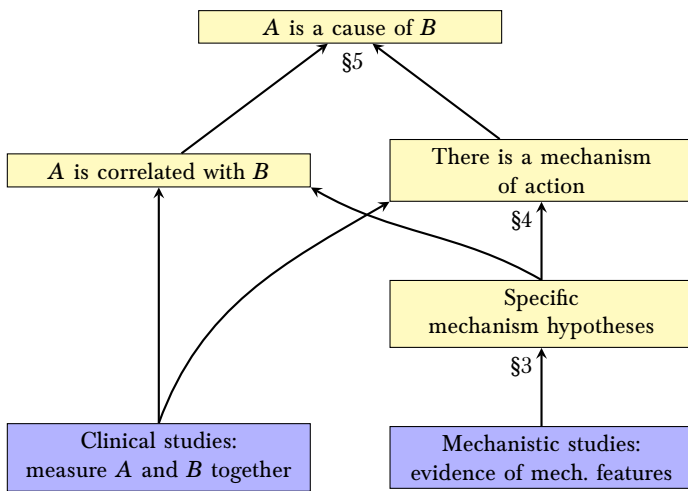 A is a cause of B
§5
A is correlated with B
There is a mechanism
of action
§4
Specific
mechanism hypotheses
§3
Clinical studies:
measure A and B together
Mechanistic studies:
evidence of mech. features